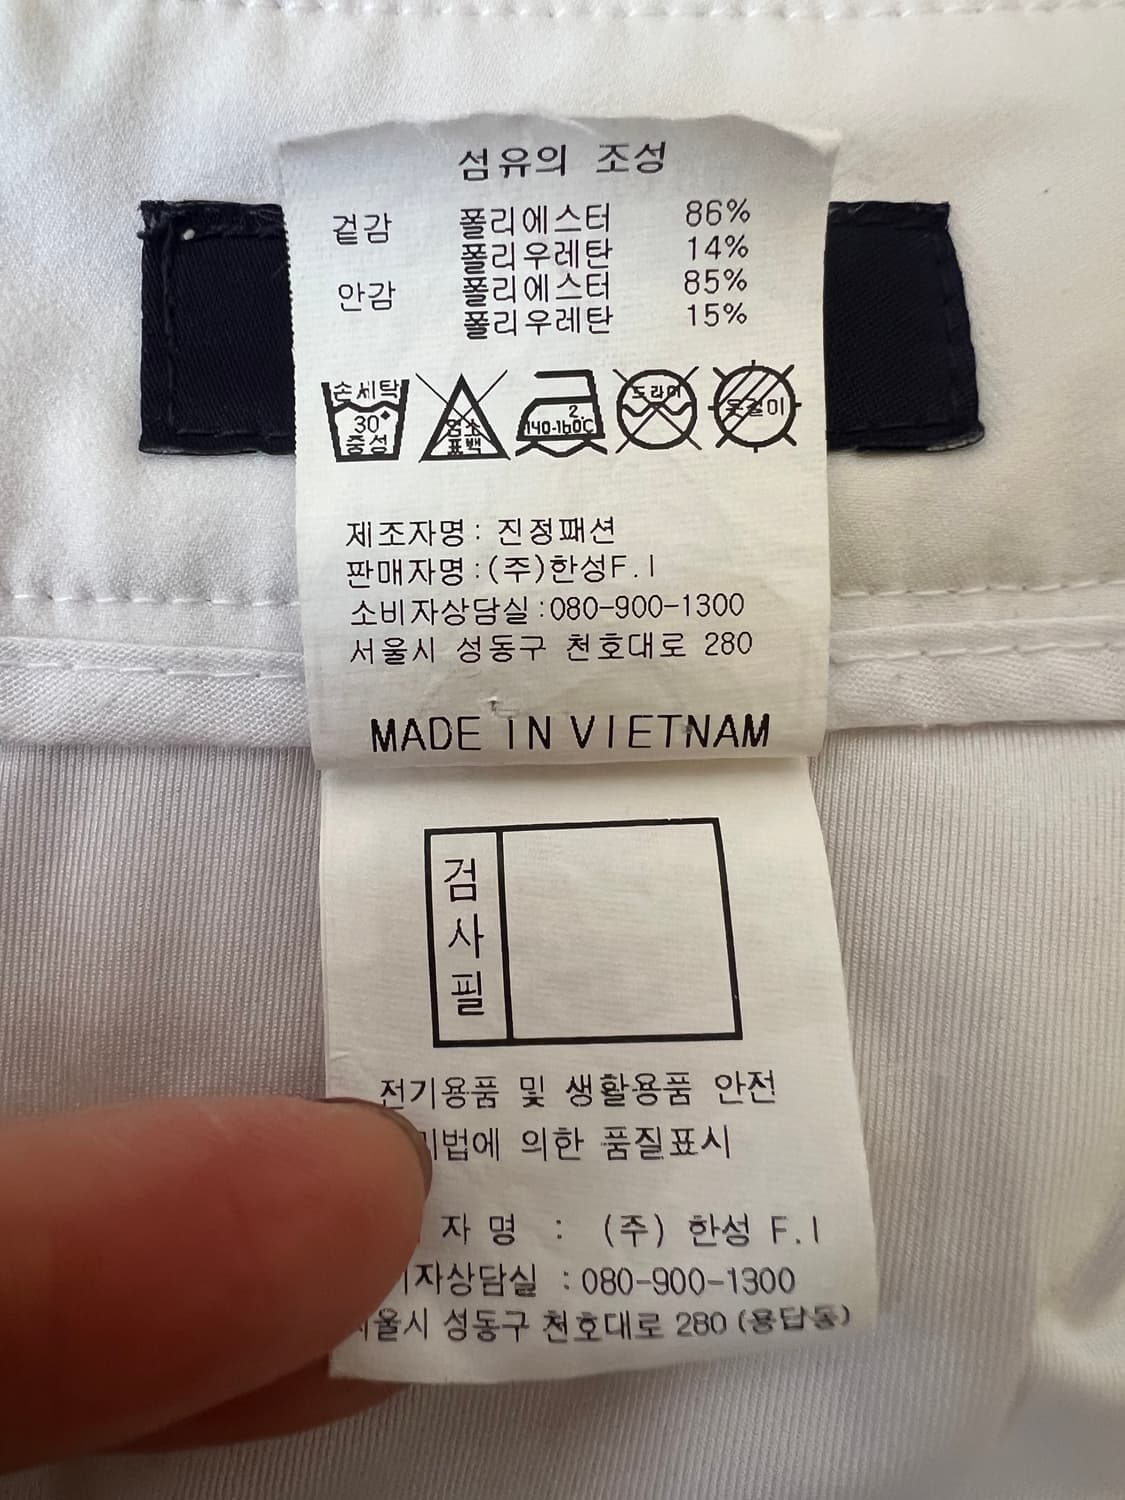 섬유의 조성
겉감 폴리에스터 86%
폴리우레탄 14%
안감 폴리에스터 85%
폴리우레탄 15%
손세탁
30°
중성
염소
표백
2.
140-160℃
드라이
옷걸이
제조자명: 진정패션
판매자명:(주)한성F.I
소비자상담실:080-900-1300
서울시 성동구 천호대로 280
MADE IN VIETNAM
검
사
필
전기용품 및 생활용품 안전
리법에 의한 품질표시
자명 : (주) 한성 F.I
자상담실 :080-900-1300
울시 성동구 천호대로 280 (용답동)